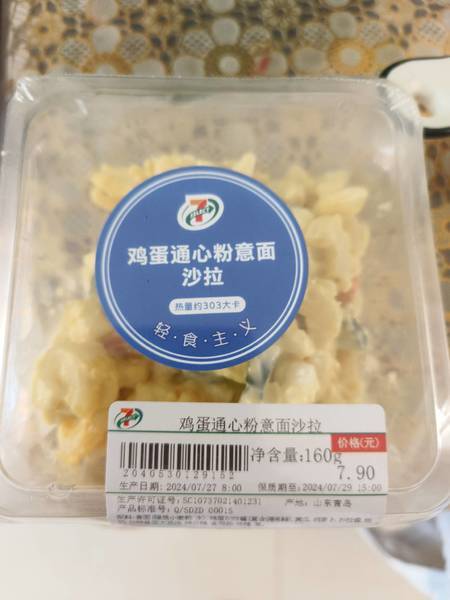 7
SELECT
鸡蛋通心粉意面
沙拉
热量约303大卡
轻·食·主·义
7
鸡蛋通心粉意面沙拉
价格(元)
净含量:160g
7.90
2040530129152
生产日期:2024/07/27 8:00
保质期至:2024/07/29 15:00
生产许可证号:SC10737021401231
产地:山东青岛
产品标准号:Q/SDZD 0001S